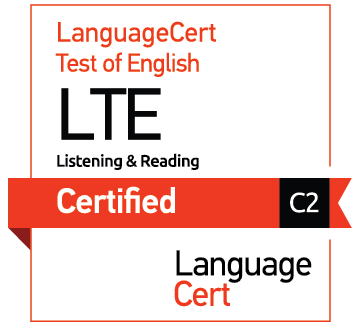 LanguageCert
Test of English
LTE
Listening & Reading
Certified C2
Language
Cert